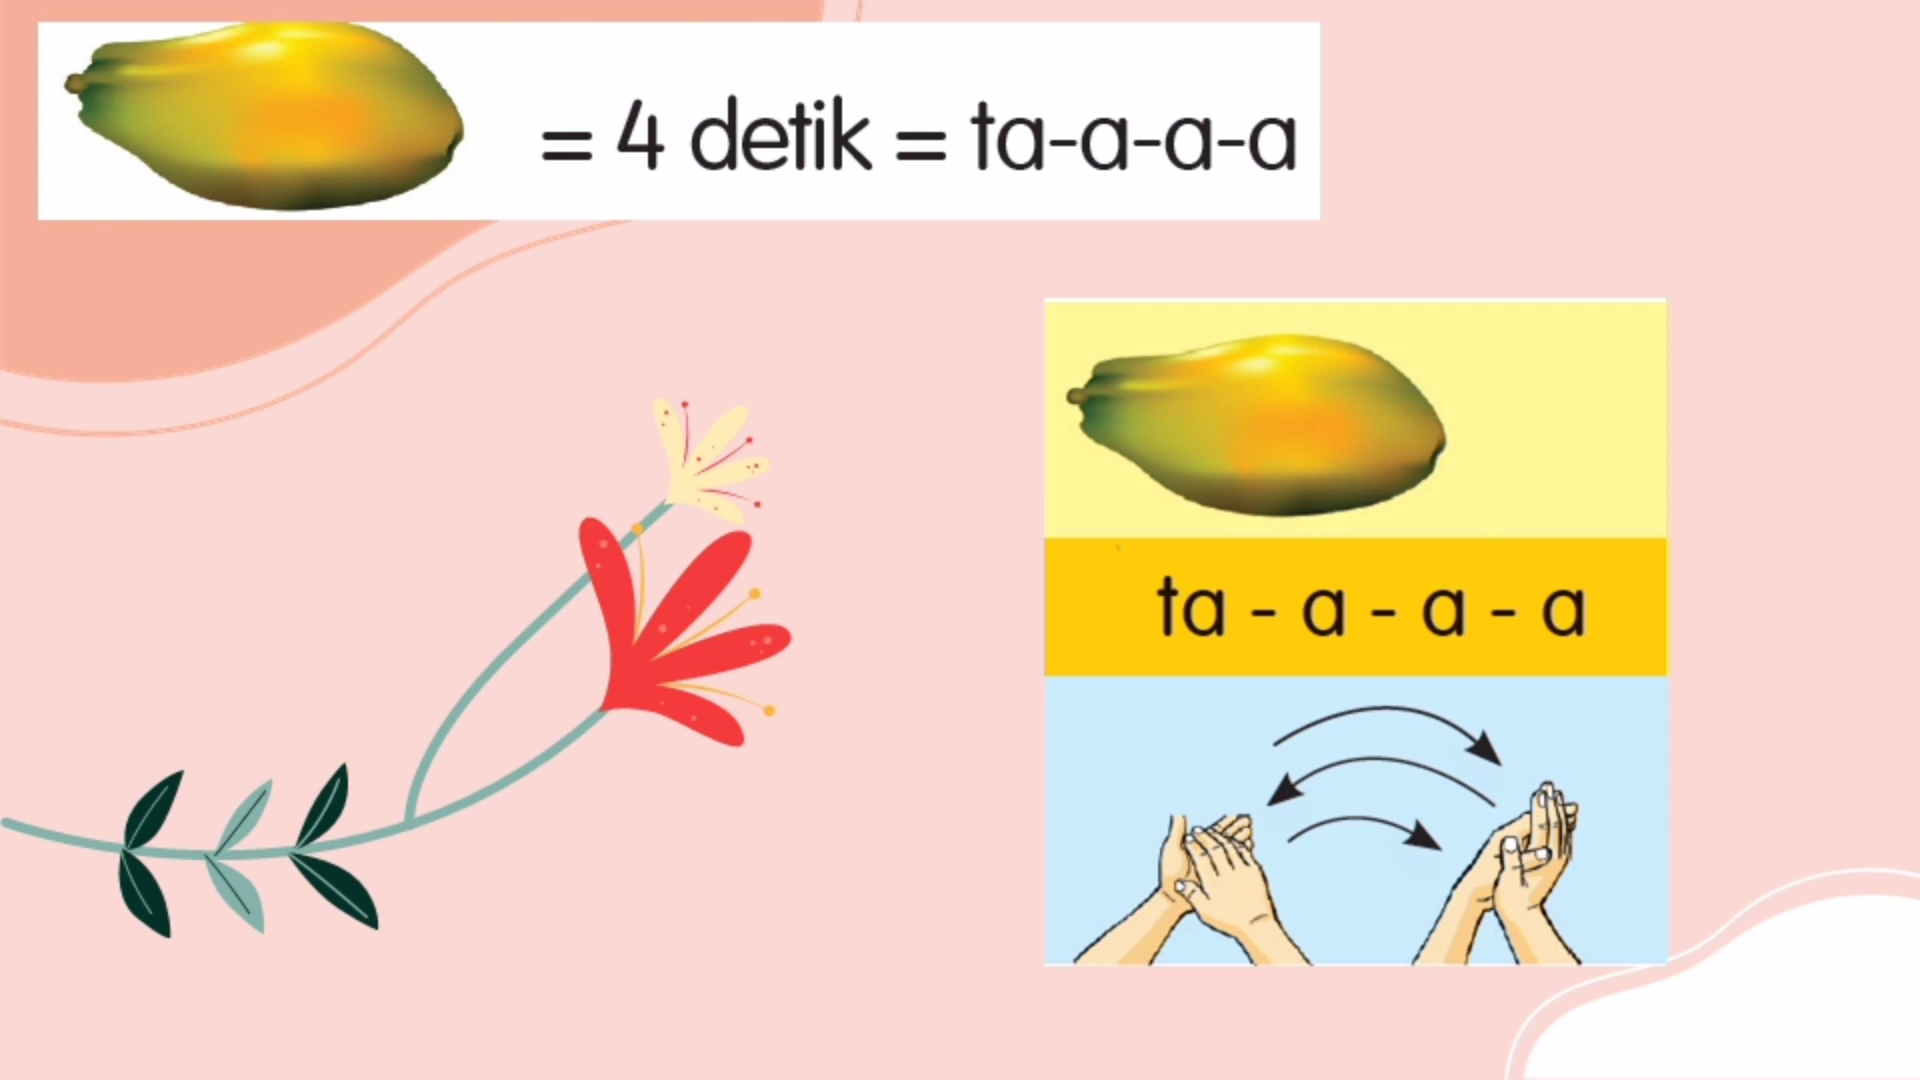 = 4 detik = ta-a-a-a
ta - a - a - a